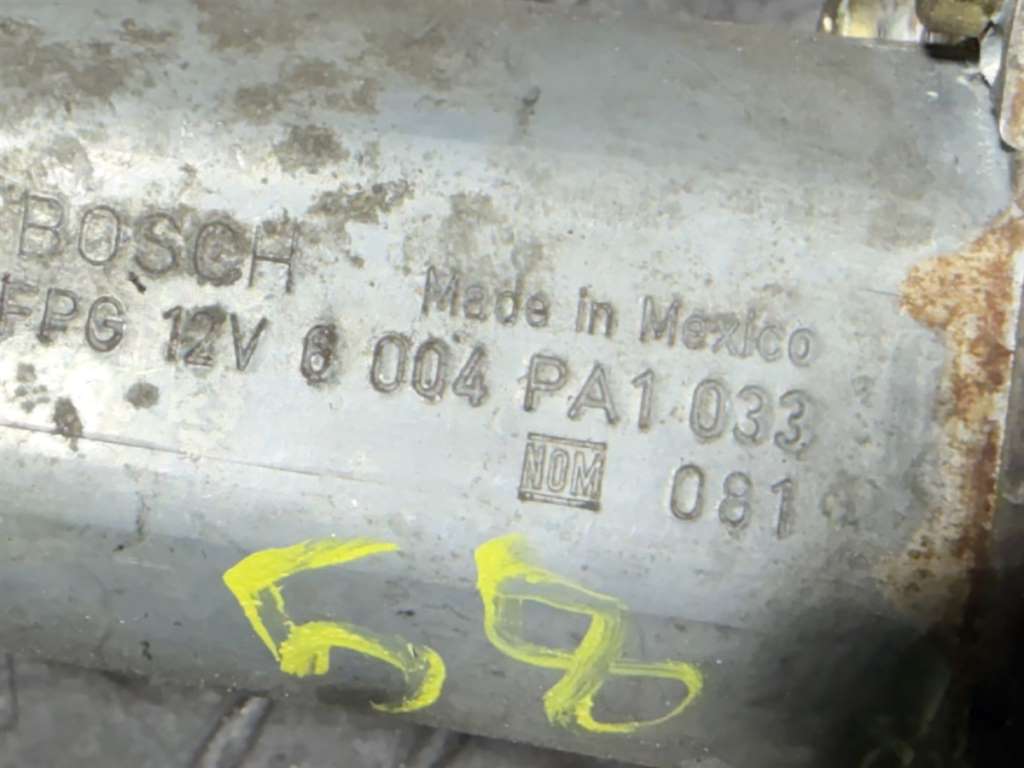 BOSCH
Made in Mexico
FPG 12V 6 004 PA1 033
NOM 081
58